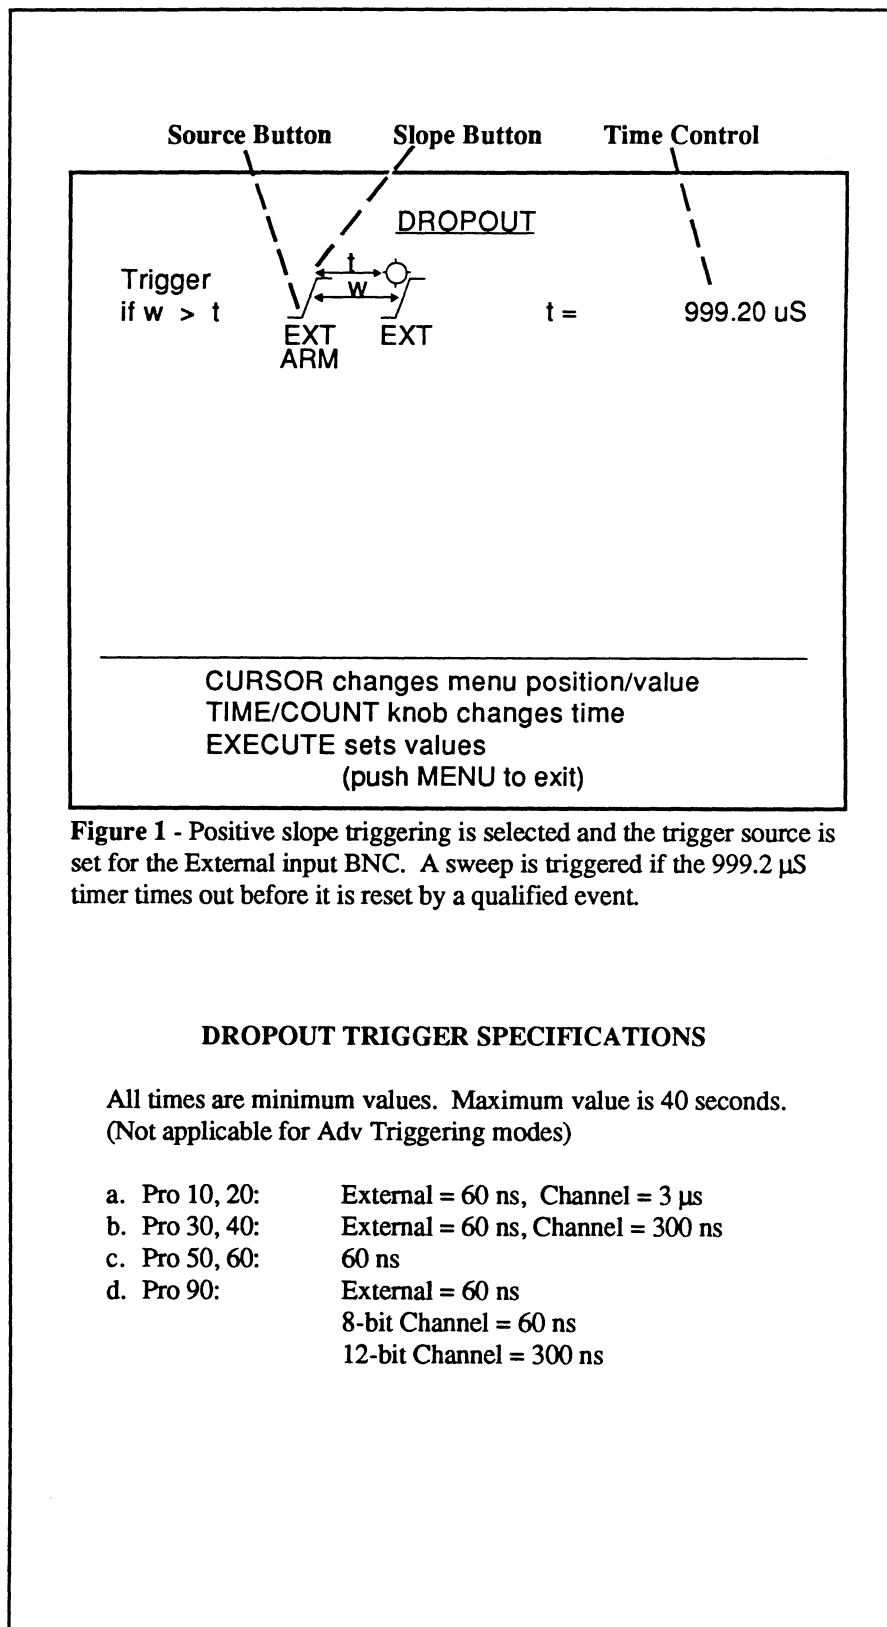 Source Button Slope Button Time Control
DROPOUT
Trigger
if w > t
t
w
EXT
ARM
EXT
t = 999.20 uS
CURSOR changes menu position/value
TIME/COUNT knob changes time
EXECUTE sets values
(push MENU to exit)
Figure 1 - Positive slope triggering is selected and the trigger source is
set for the External input BNC. A sweep is triggered if the 999.2 µS
timer times out before it is reset by a qualified event.
DROPOUT TRIGGER SPECIFICATIONS
All times are minimum values. Maximum value is 40 seconds.
(Not applicable for Adv Triggering modes)
a. Pro 10, 20: External = 60 ns, Channel = 3 µs
b. Pro 30, 40: External = 60 ns, Channel = 300 ns
c. Pro 50, 60: 60 ns
d. Pro 90: External = 60 ns
8-bit Channel = 60 ns
12-bit Channel = 300 ns